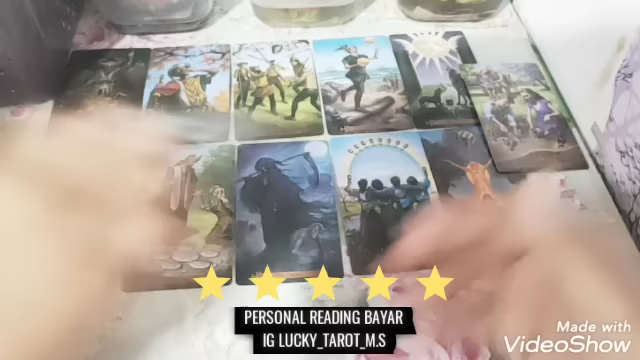 PERSONAL READING BAYAR
IG LUCKY_TAROT_M.S
Made with
VideoShow